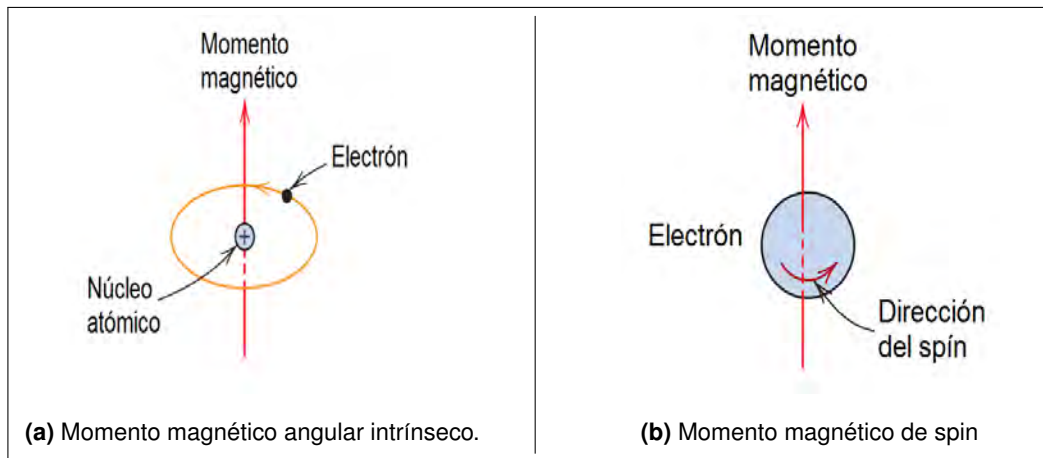 Momento
magnético
Electrón
+
Núcleo
atómico
(a) Momento magnético angular intrínseco.
Momento
magnético
Electrón
Dirección
del spín
(b) Momento magnético de spin